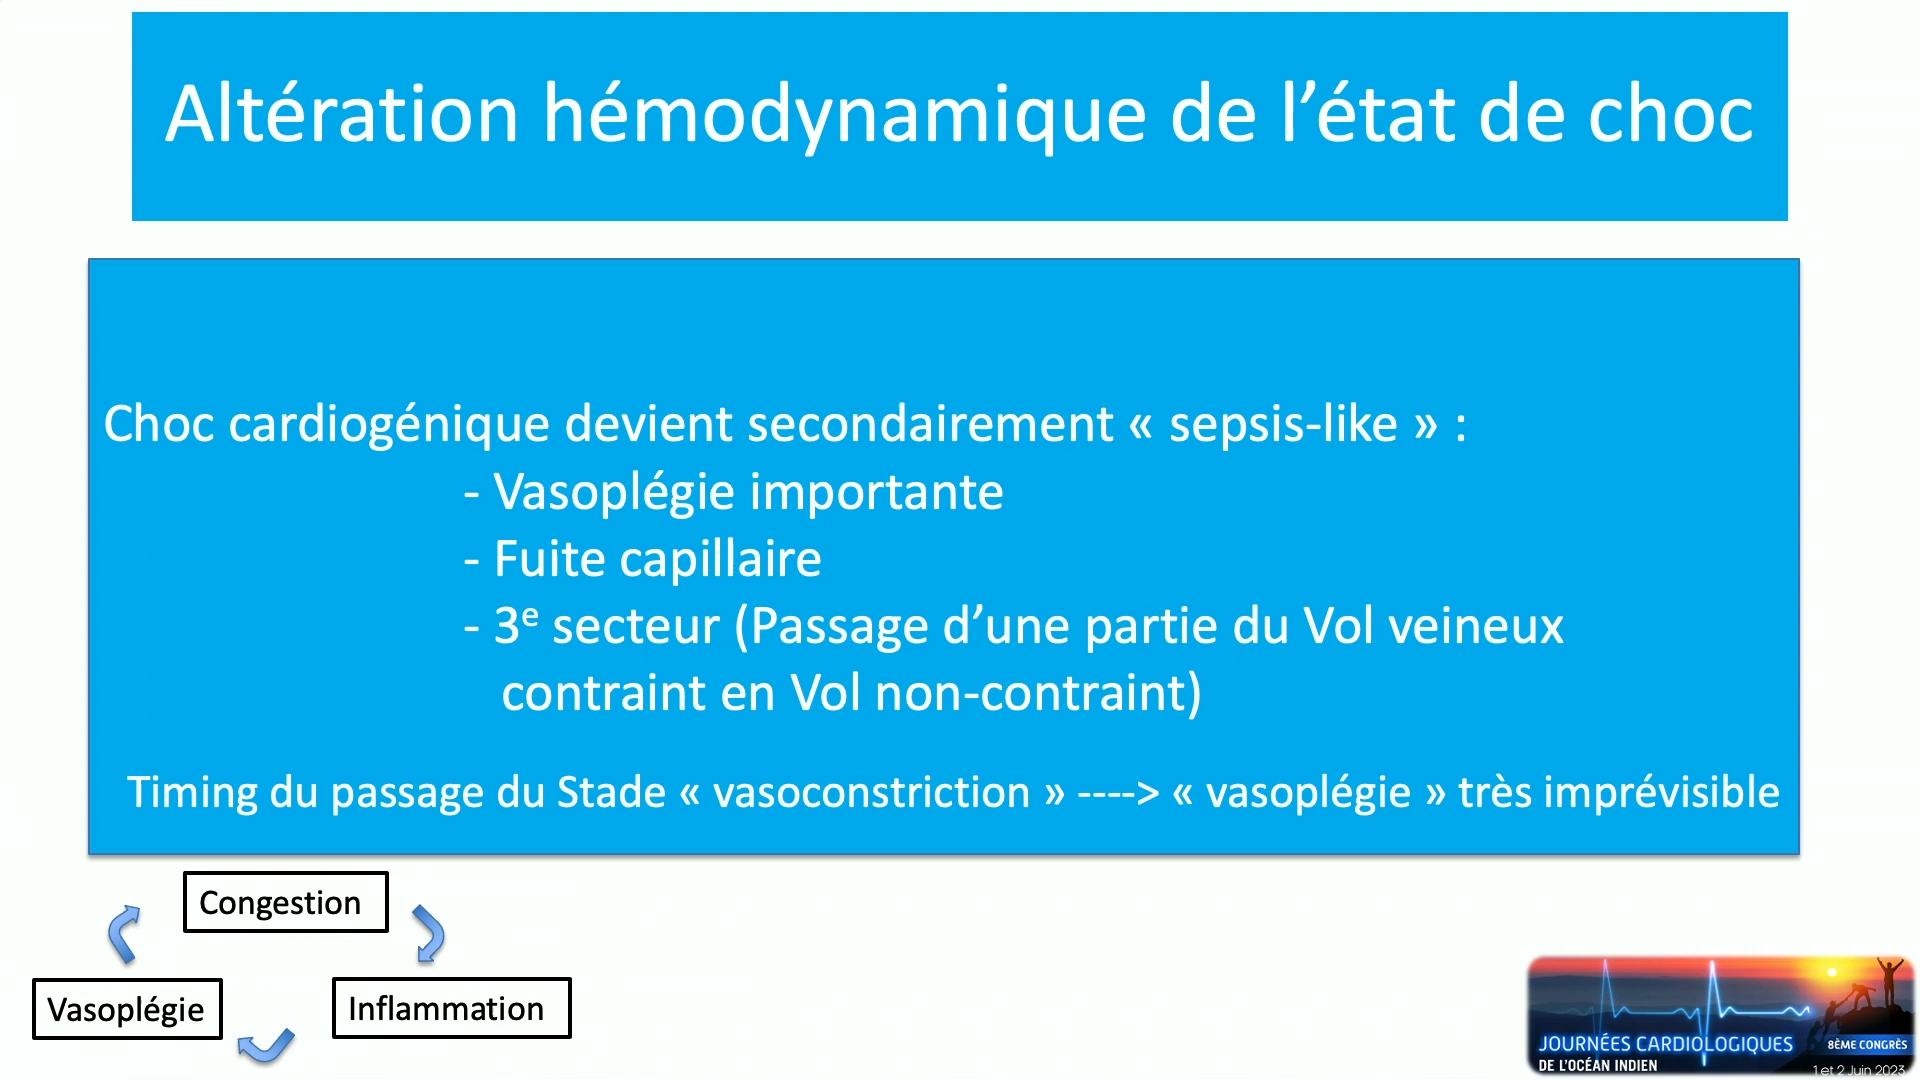 Altération hémodynamique de l’état de choc
Choc cardiogénique devient secondairement « sepsis-like » :
- Vasoplégie importante
- Fuite capillaire
- 3e secteur (Passage d’une partie du Vol veineux
contraint en Vol non-contraint)
Timing du passage du Stade « vasoconstriction » ----> « vasoplégie » très imprévisible
Congestion
Vasoplégie
Inflammation
JOURNÉES CARDIOLOGIQUES
DE L'OCÉAN INDIEN
8ÈME CONGRÈS
1 et 2 Juin 2023